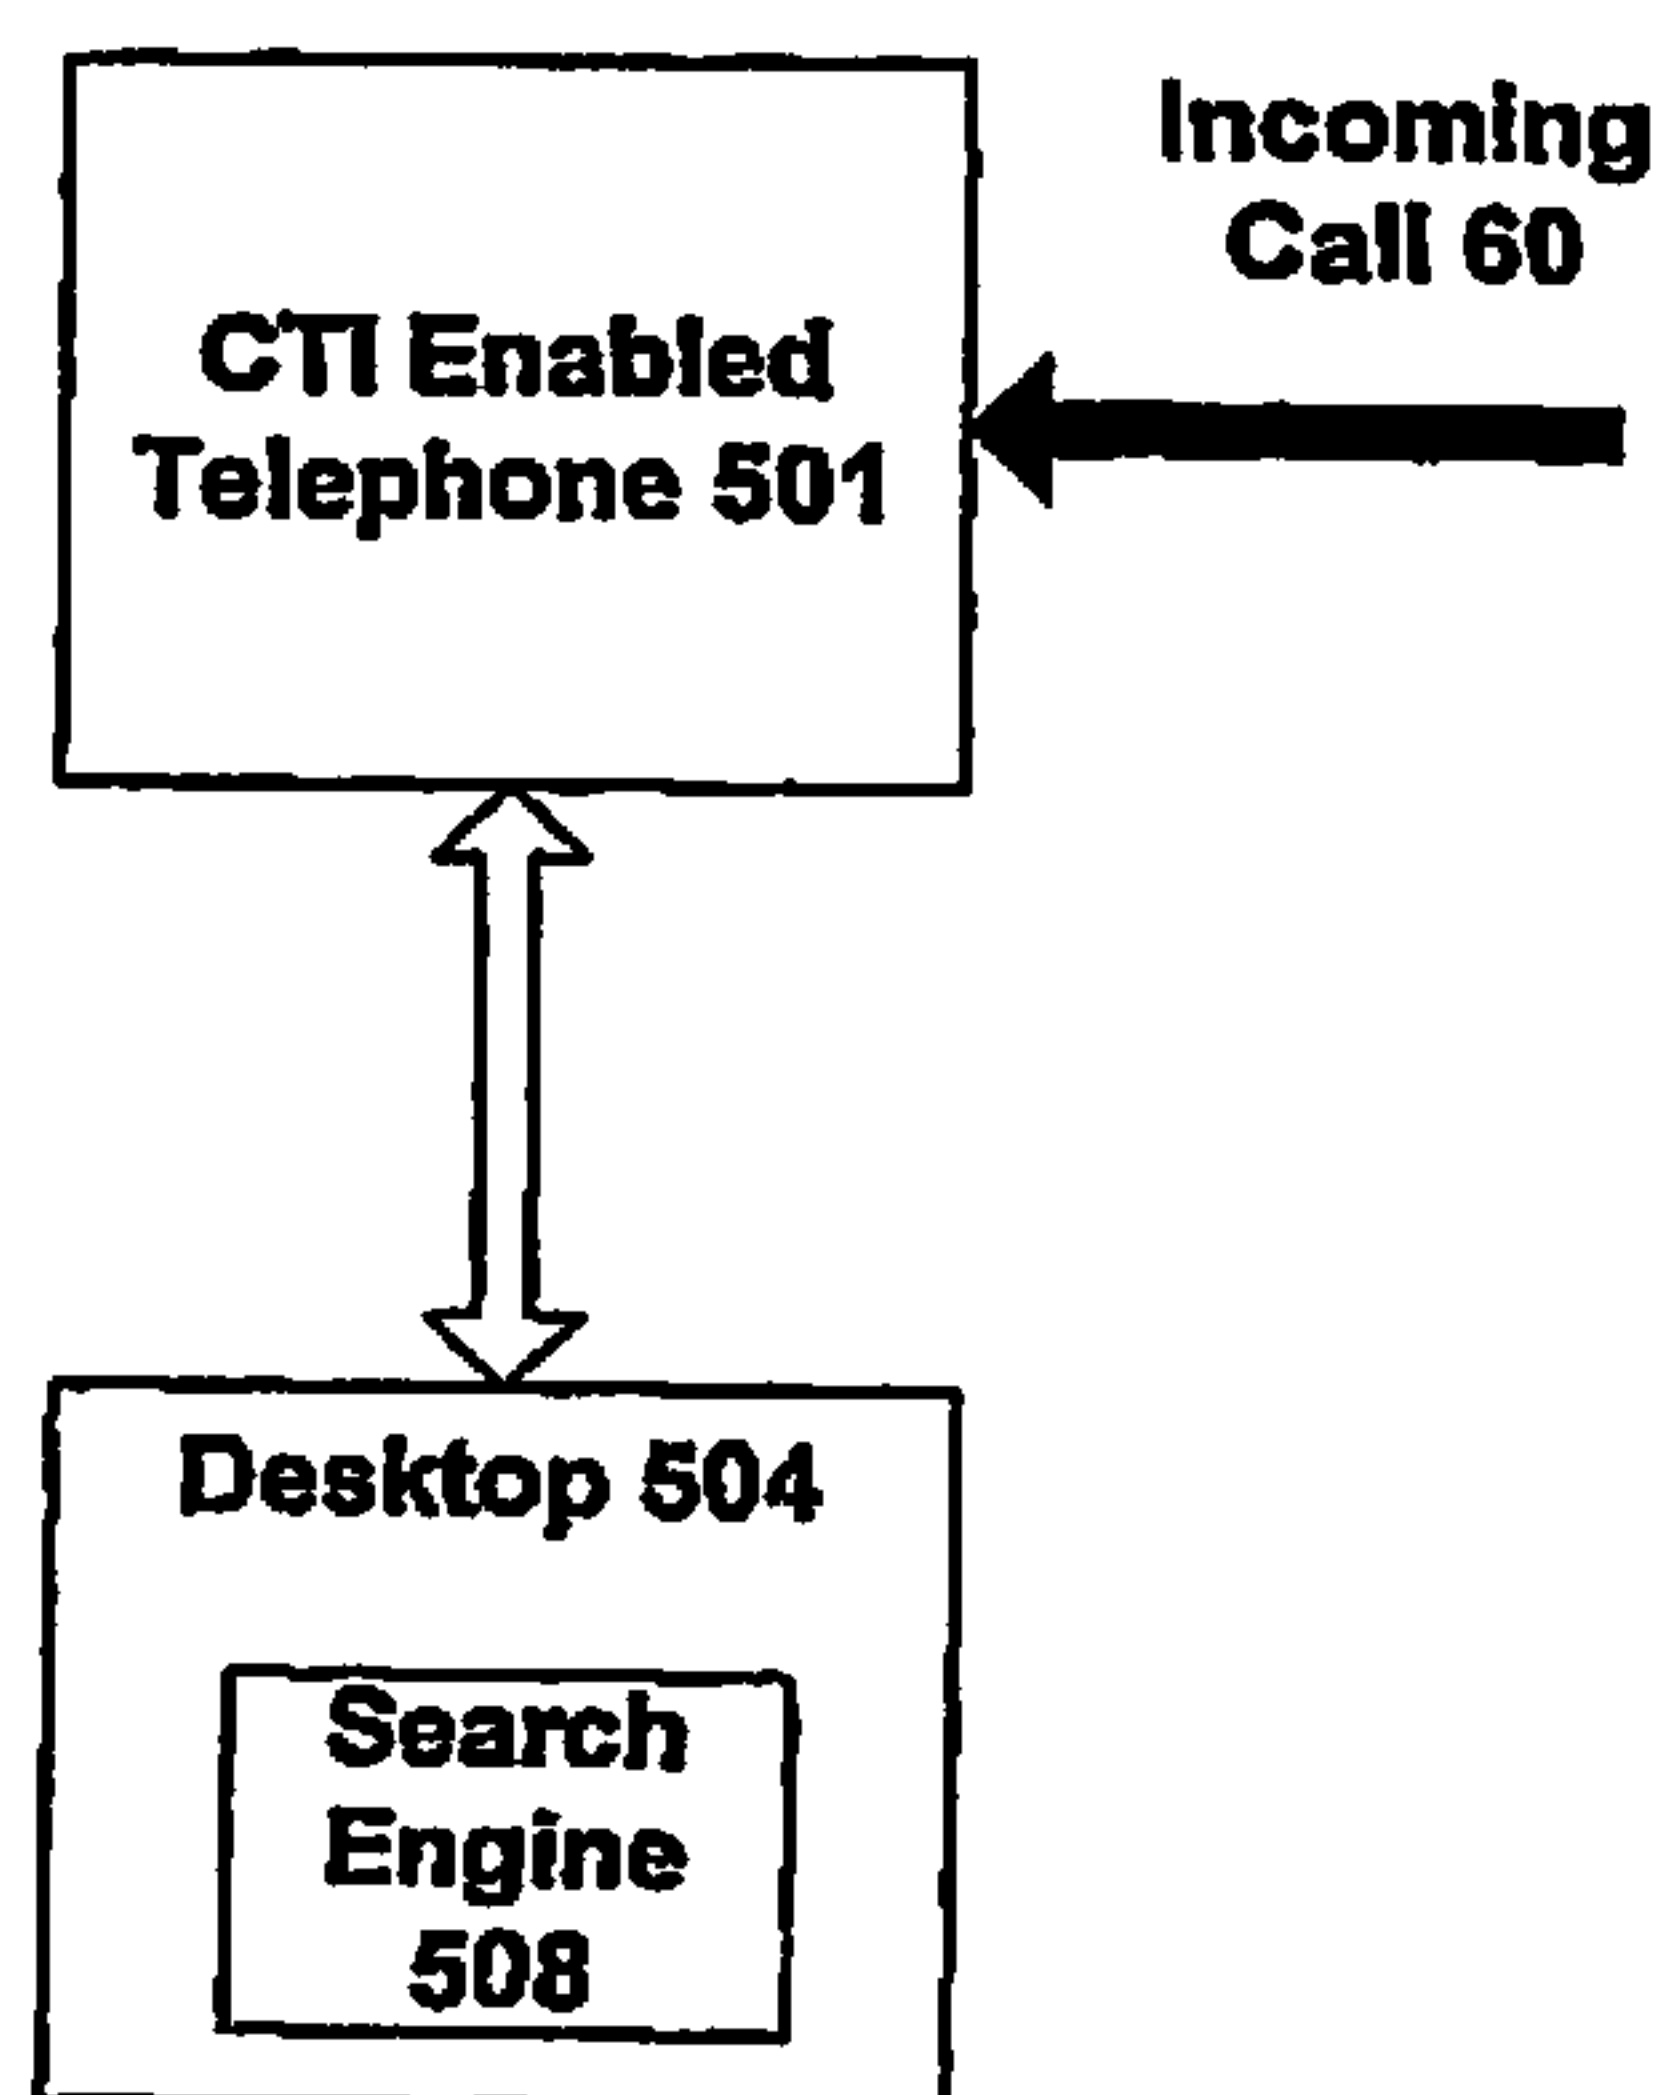 Incoming
Call 60
CTI Enabled
Telephone 501
Desktop 504
Search
Engine
508